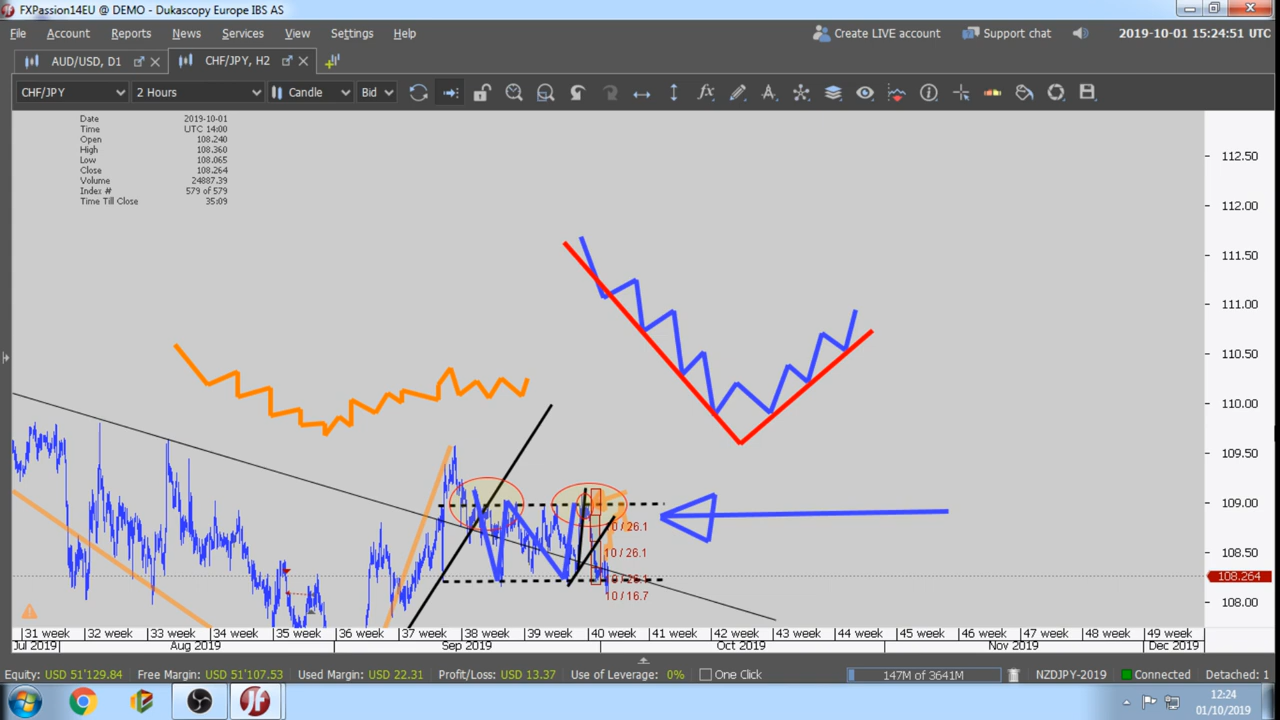 FXPassion14EU @ DEMO - Dukascopy Europe IBS AS
File Account Reports News Services View Settings Help Create LIVE account Support chat 2019-10-01 15:24:51 UTC
AUD/USD, D1 CHF/JPY, H2
CHF/JPY 2 Hours Candle Bid
Date 2019-10-01
Time UTC 14:00
Open 108.240
High 108.360
Low 108.065
Close 108.264
Volume 24887.39
Index # 579 of 579
Time Till Close 35:09
112.50
112.00
111.50
111.00
110.50
110.00
109.50
109.00
0 / 26.1
10 / 26.1
108.50
108.264
10 / 16.7
108.00
31 week 32 week 33 week 34 week 35 week 36 week 37 week 38 week 39 week 40 week 41 week 42 week 43 week 44 week 45 week 46 week 47 week 48 week 49 week
Jul 2019 Aug 2019 Sep 2019 Oct 2019 Nov 2019 Dec 2019
Equity: USD 51'129.84 Free Margin: USD 51'107.53 Used Margin: USD 22.31 Profit/Loss: USD 13.37 Use of Leverage: 0% One Click 147M of 3641M NZDJPY-2019 Connected Detached: 1
12:24
01/10/2019